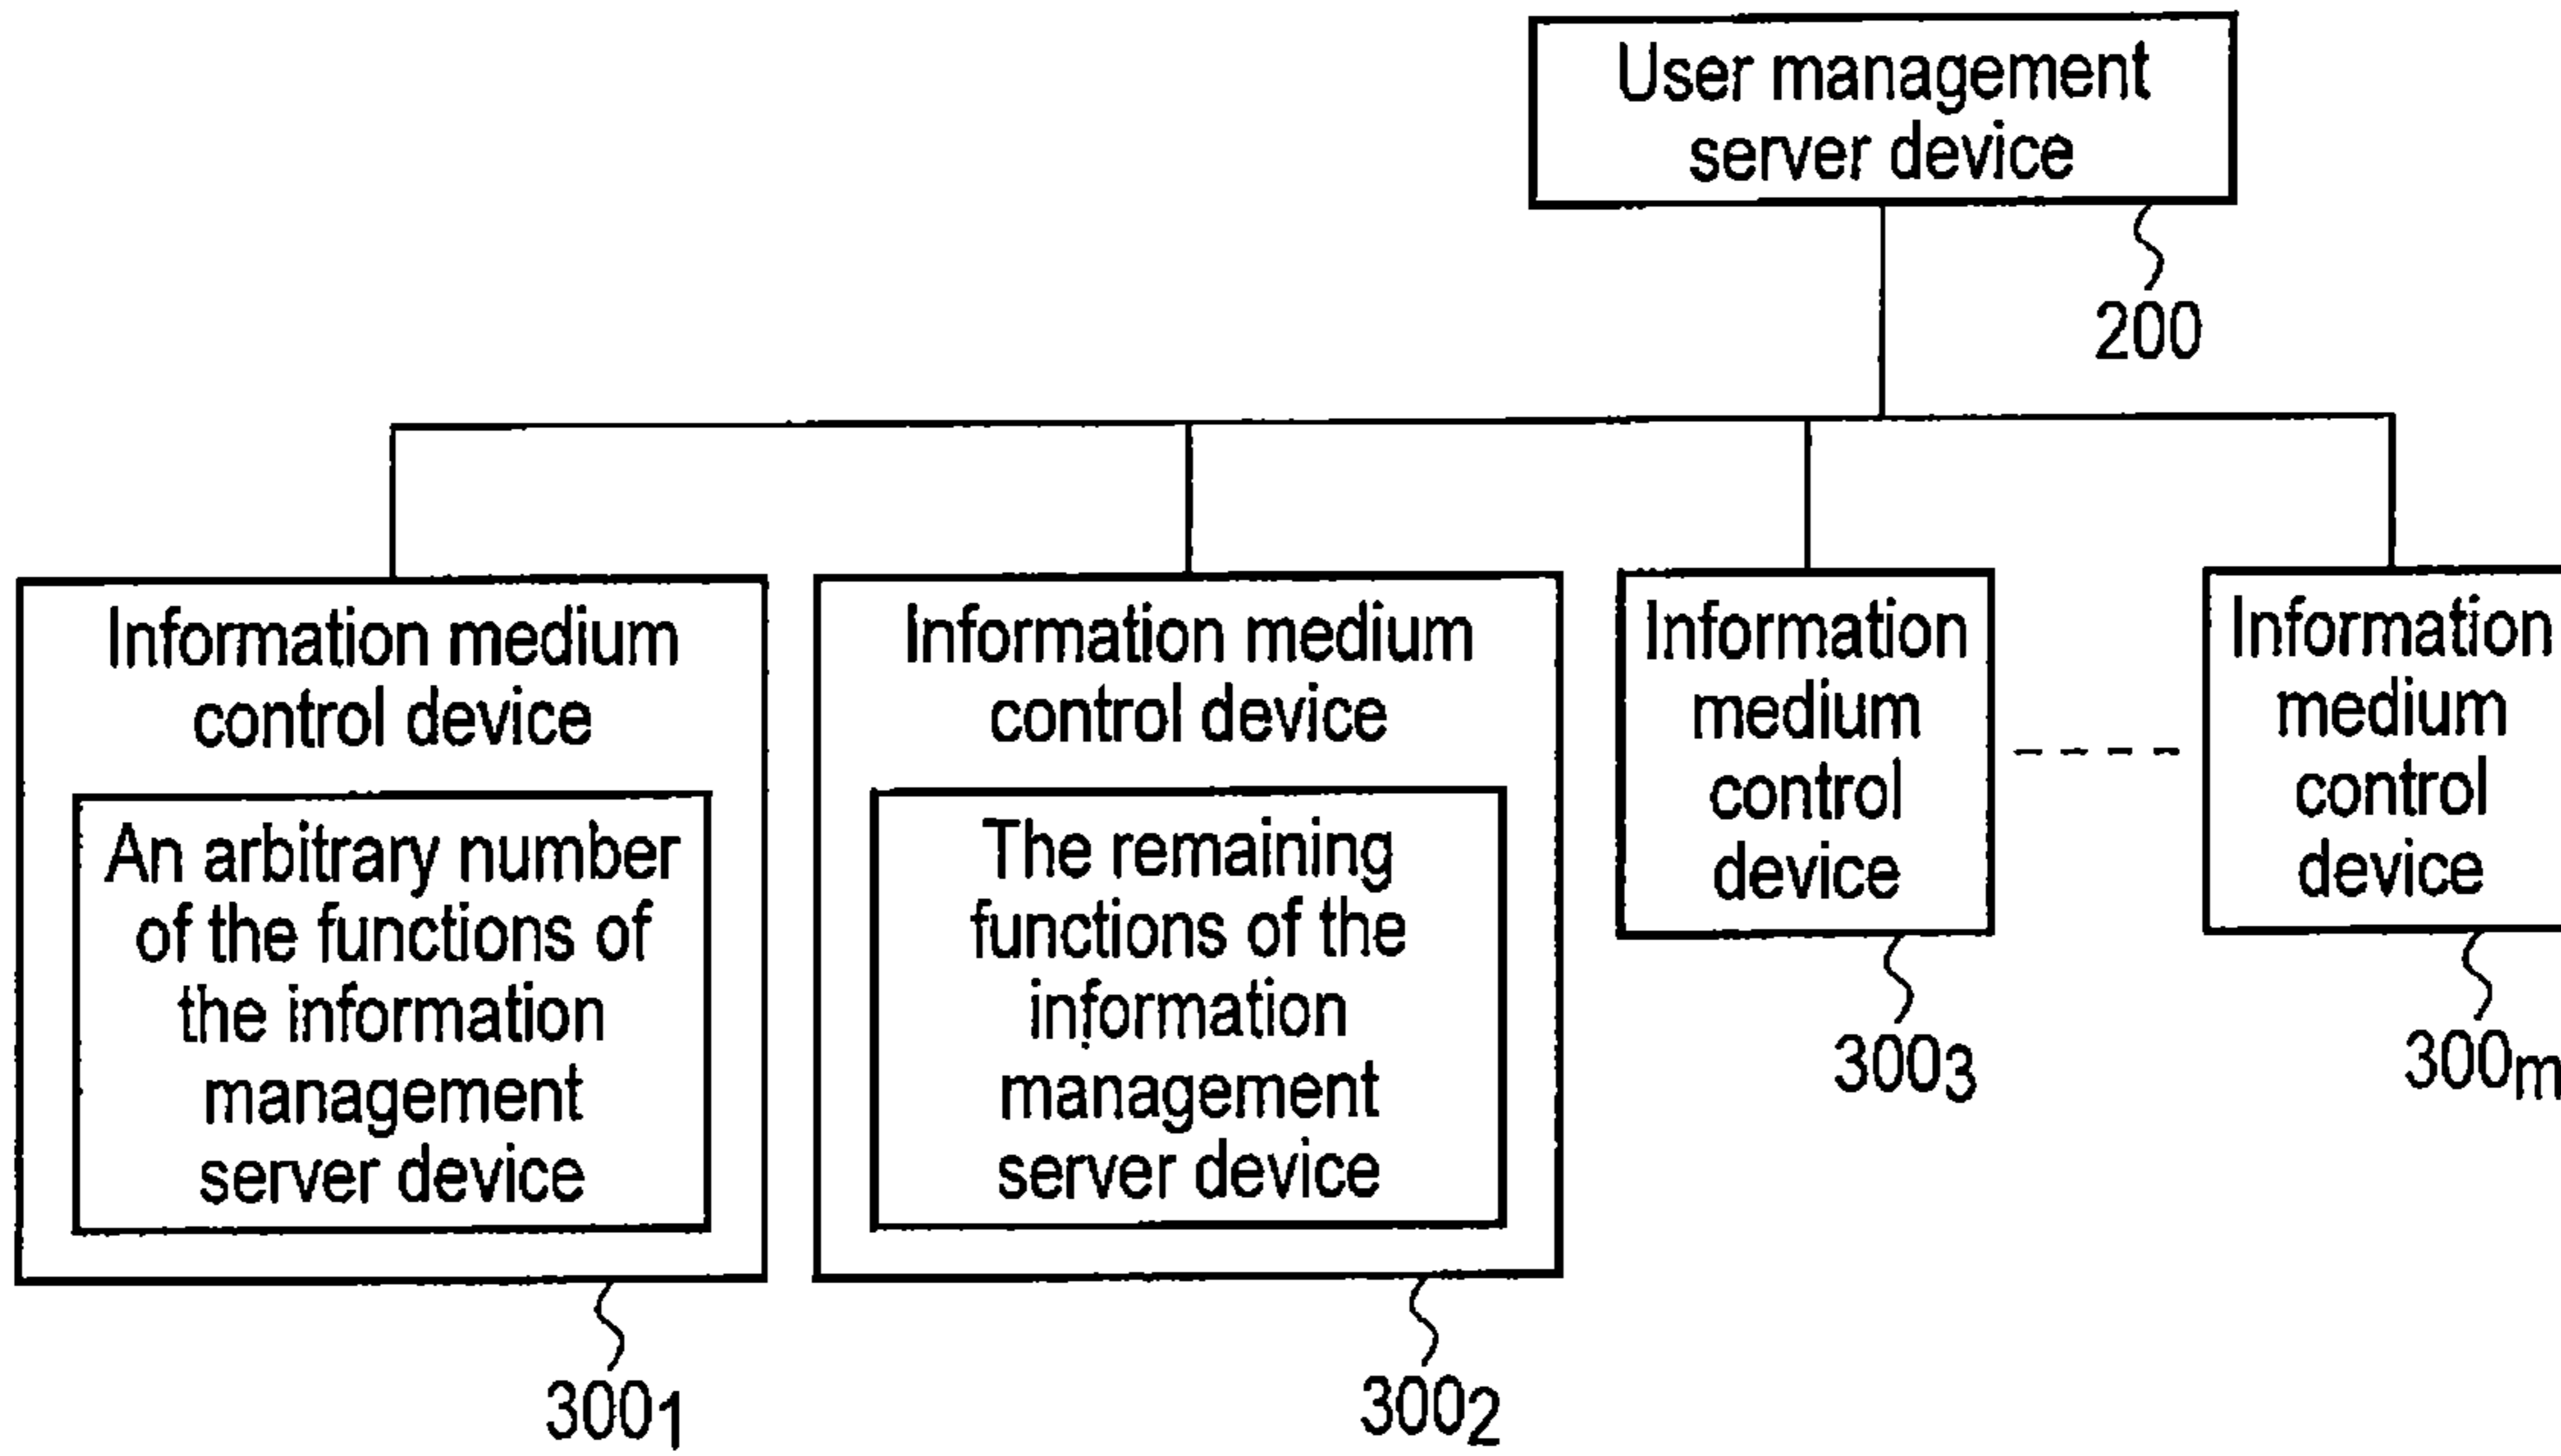 User management
server device
200
Information medium
control device
An arbitrary number
of the functions of
the information
management
server device
300₁
Information medium
control device
The remaining
functions of the
information
management
server device
300₂
Information
medium
control
device
300₃
Information
medium
control
device
300ₘ